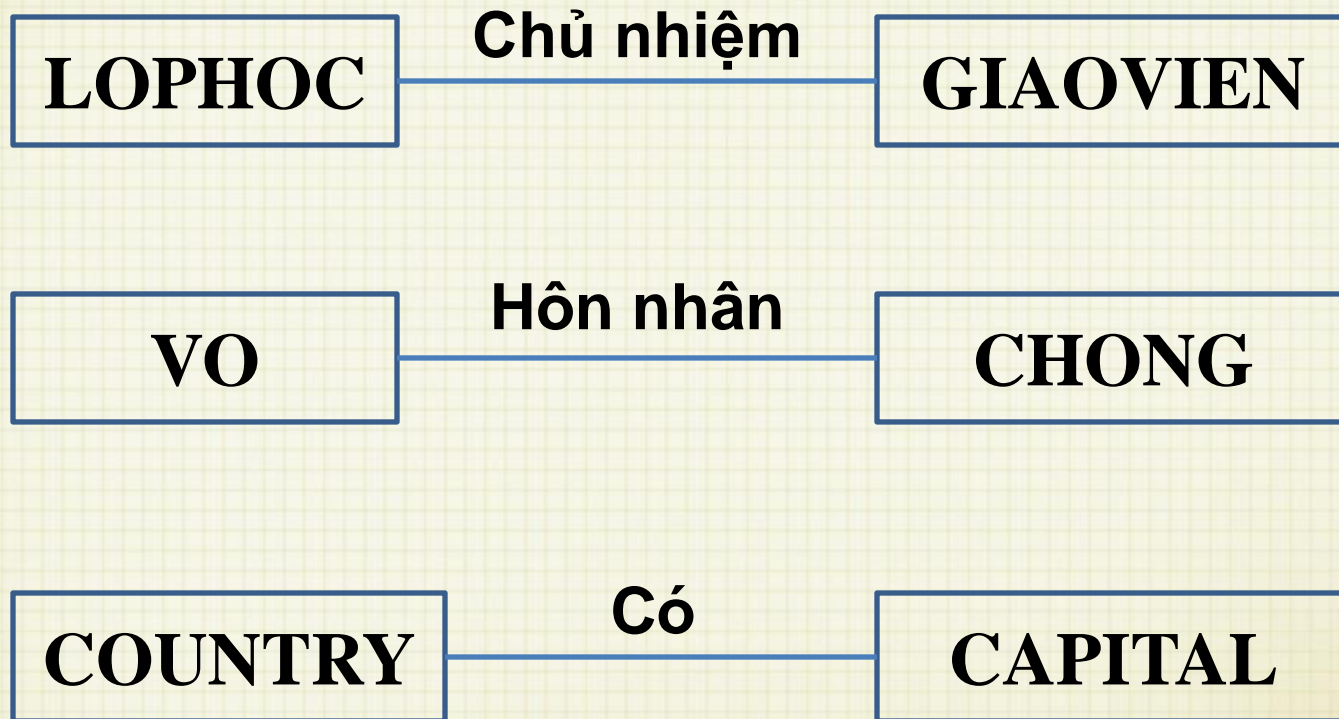 Chủ nhiệm
LOPHOC GIAOVIEN
Hôn nhân
VO CHONG
Có
COUNTRY CAPITAL